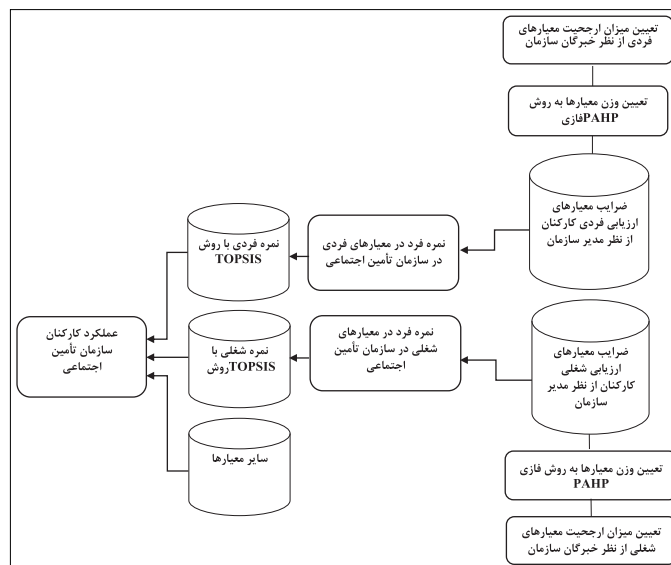 تعیین میزان ارجحیت معیارهای
فردی از نظر خبرگان سازمان
تعیین وزن معیارها به روش
PAHPفازی
ضرایب معیارهای
ارزیابی فردی کارکنان
از نظر مدیر سازمان
نمره فرد در معیارهای فردی
در سازمان تأمین اجتماعی
نمره فردی با روش
TOPSIS
عملکرد کارکنان
سازمان تأمین
اجتماعی
نمره شغلی با
TOPSISروش
نمره فرد در معیارهای
شغلی در سازمان تأمین
اجتماعی
ضرایب معیارهای
ارزیابی شغلی
کارکنان از نظر مدیر
سازمان
سایر معیارها
تعیین وزن معیارها به روش فازی
PAHP
تعیین میزان ارجحیت معیارهای
شغلی از نظر خبرگان سازمان